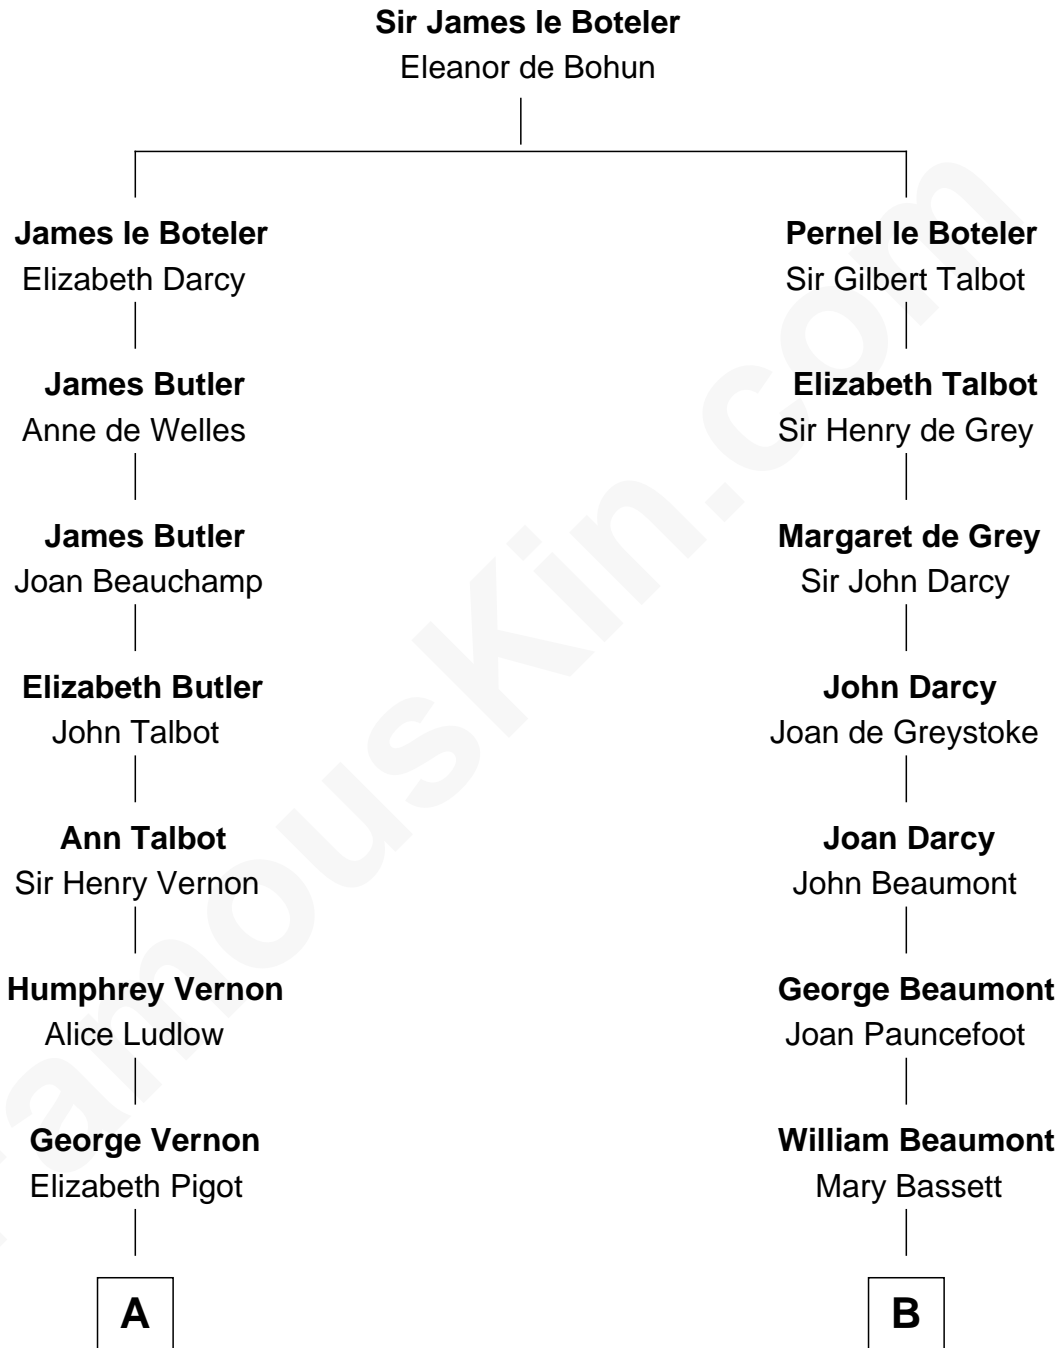 Sir James le Boteler
Eleanor de Bohun
James le Boteler
Elizabeth Darcy
James Butler
Anne de Welles
James Butler
Joan Beauchamp
Elizabeth Butler
John Talbot
Ann Talbot
Sir Henry Vernon
Humphrey Vernon
Alice Ludlow
George Vernon
Elizabeth Pigot
A
Pernel le Boteler
Sir Gilbert Talbot
Elizabeth Talbot
Sir Henry de Grey
Margaret de Grey
Sir John Darcy
John Darcy
Joan de Greystoke
Joan Darcy
John Beaumont
George Beaumont
Joan Pauncefoot
William Beaumont
Mary Bassett
B
FamousKin.com